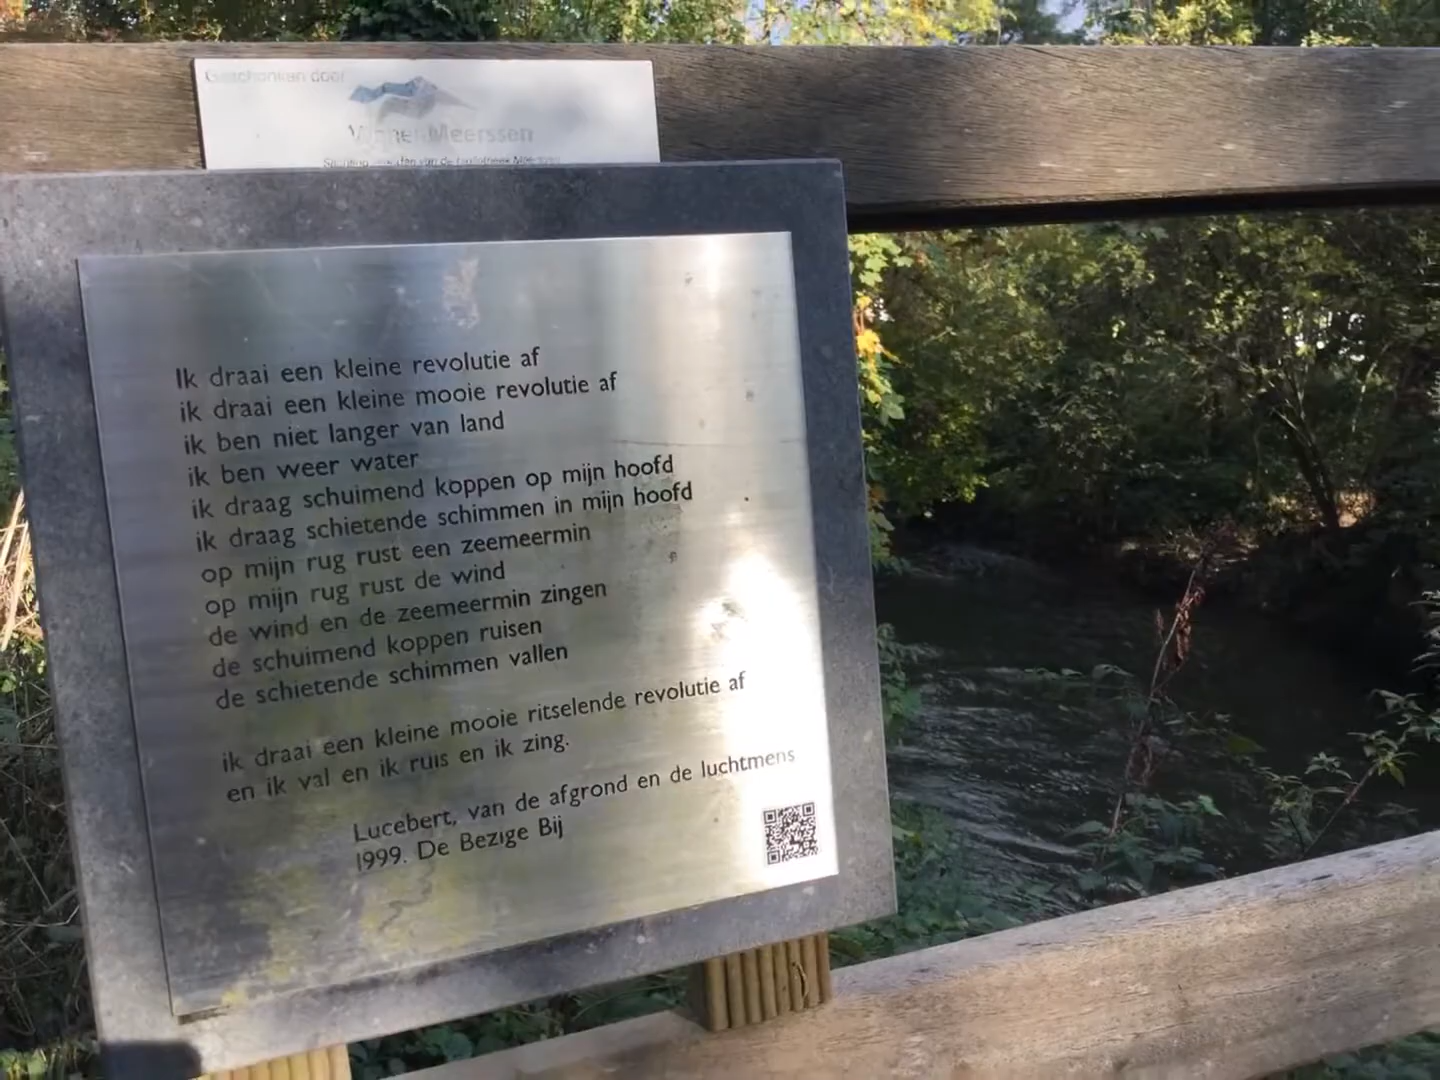 Geschonken door
Meerssen
Ik draai een kleine revolutie af
ik draai een kleine mooie revolutie af
ik ben niet langer van land
ik ben weer water
ik draag schuimend koppen op mijn hoofd
ik draag schietende schimmen in mijn hoofd
op mijn rug rust een zeemeermin
op mijn rug rust de wind
de wind en de zeemeermin zingen
de schuimend koppen ruisen
de schietende schimmen vallen
ik draai een kleine mooie ritselende revolutie af
en ik val en ik ruis en ik zing.
Lucebert, van de afgrond en de luchtmens
1999. De Bezige Bij